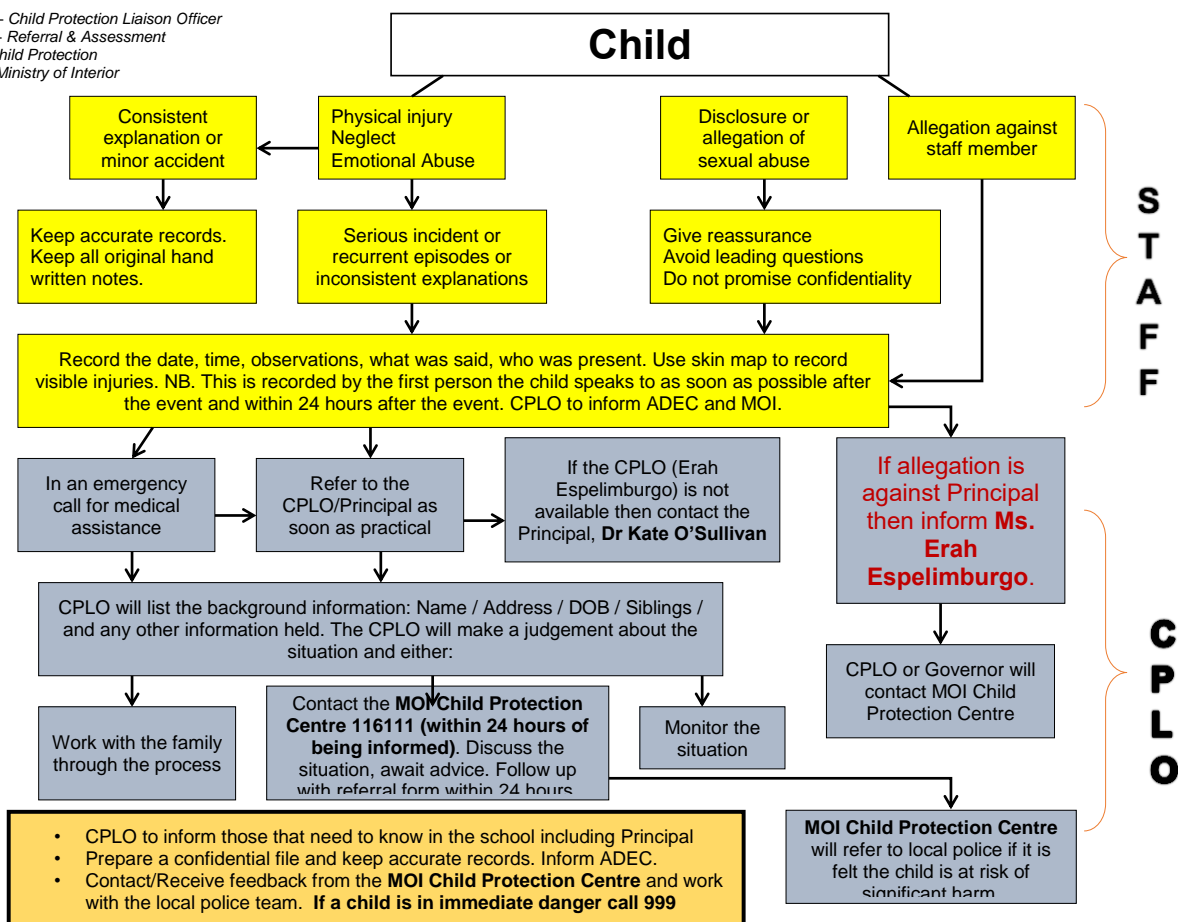 - Child Protection Liaison Officer
- Referral & Assessment
hild Protection
Ministry of Interior
Child
Consistent
explanation or
minor accident
Physical injury
Neglect
Emotional Abuse
Disclosure or
allegation of
sexual abuse
Allegation against
staff member
S
T
A
F
F
Keep accurate records.
Keep all original hand
written notes.
Serious incident or
recurrent episodes or
inconsistent explanations
Give reassurance
Avoid leading questions
Do not promise confidentiality
Record the date, time, observations, what was said, who was present. Use skin map to record
visible injuries. NB. This is recorded by the first person the child speaks to as soon as possible after
the event and within 24 hours after the event. CPLO to inform ADEC and MOI.
In an emergency
call for medical
assistance
Refer to the
CPLO/Principal as
soon as practical
If the CPLO (Erah
Espelimburgo) is not
available then contact the
Principal, Dr Kate O'Sullivan
If allegation is
against Principal
then inform Ms.
Erah
Espelimburgo.
CPLO will list the background information: Name / Address / DOB / Siblings /
and any other information held. The CPLO will make a judgement about the
situation and either:
CPLO or Governor will
contact MOI Child
Protection Centre
C
P
L
O
Work with the family
through the process
Contact the MOI Child Protection
Centre 116111 (within 24 hours of
being informed). Discuss the
situation, await advice. Follow up
with referral form within 24 hours
Monitor the
situation
MOI Child Protection Centre
will refer to local police if it is
felt the child is at risk of
significant harm
• CPLO to inform those that need to know in the school including Principal
• Prepare a confidential file and keep accurate records. Inform ADEC.
• Contact/Receive feedback from the MOI Child Protection Centre and work
with the local police team. If a child is in immediate danger call 999